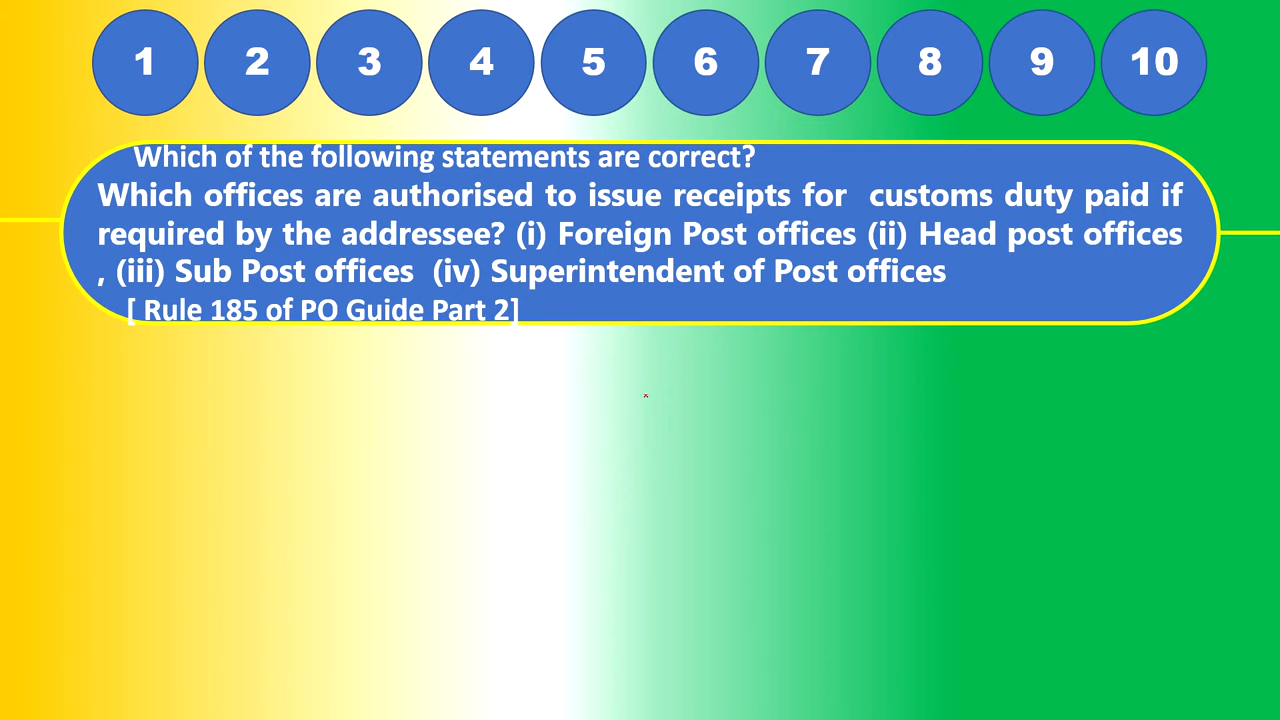 1 2 3 4 5 6 7 8 9 10
Which of the following statements are correct?
Which offices are authorised to issue receipts for customs duty paid if
required by the addressee? (i) Foreign Post offices (ii) Head post offices
, (iii) Sub Post offices (iv) Superintendent of Post offices
[ Rule 185 of PO Guide Part 2]